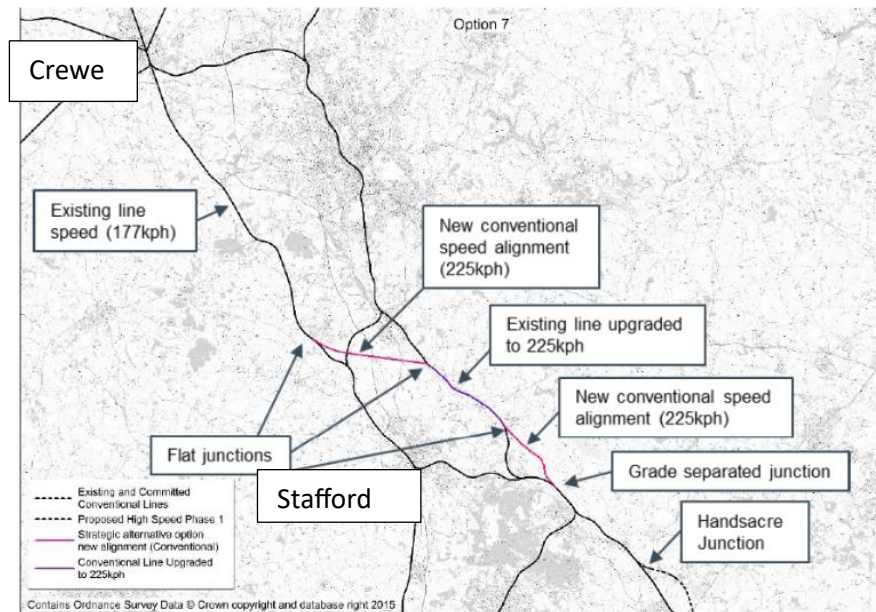 Option 7
Crewe
Existing line
speed (177kph)
New conventional
speed alignment
(225kph)
Existing line upgraded
to 225kph
New conventional speed
alignment (225kph)
Flat junctions
Stafford
Grade separated junction
Handsacre
Junction
Existing and Committed
Conventional Lines
Proposed High Speed Phase 1
Strategic alternative option
new alignment (Conventional)
Conventional Line Upgraded
to 225kph
Contains Ordnance Survey Data © Crown copyright and database right 2015